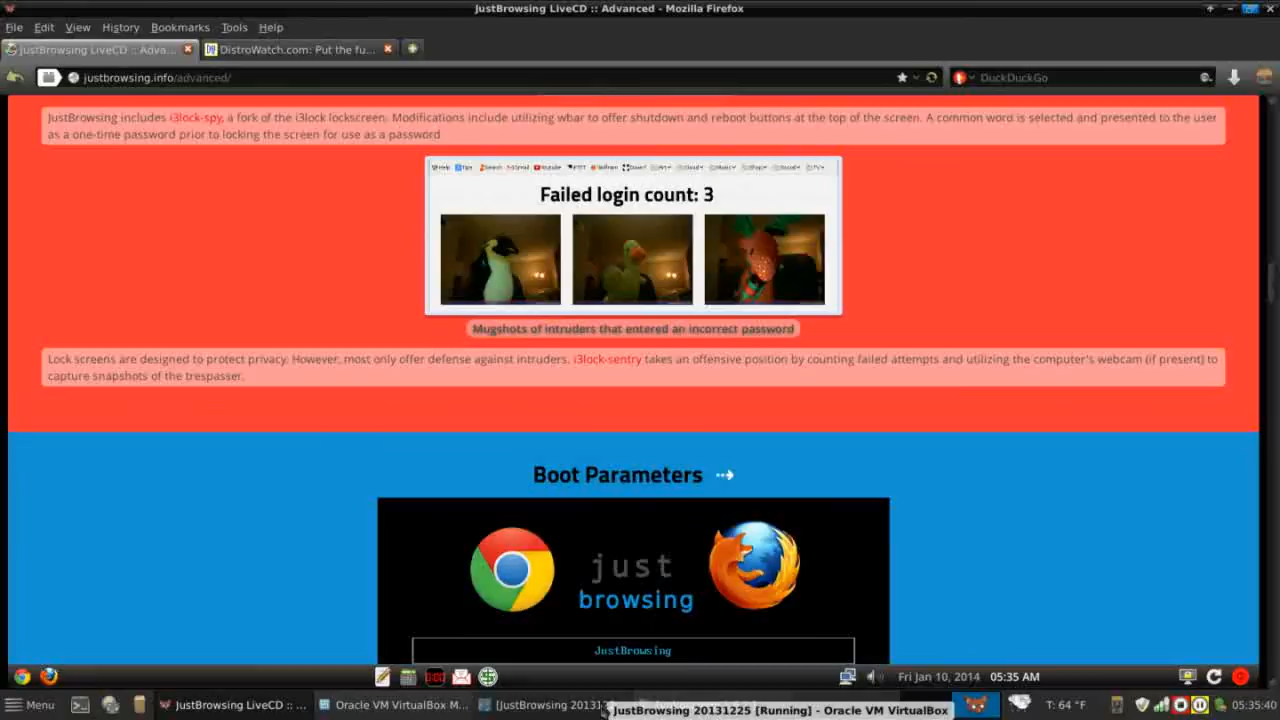 JustBrowsing LiveCD :: Advanced - Mozilla Firefox
File Edit View History Bookmarks Tools Help
JustBrowsing LiveCD :: Adva... DistroWatch.com: Put the fu...
justbrowsing.info/advanced/ DuckDuckGo
JustBrowsing includes i3lock-spy, a fork of the i3lock lockscreen. Modifications include utilizing wbar to offer shutdown and reboot buttons at the top of the screen. A common word is selected and presented to the user
as a one-time password prior to locking the screen for use as a password
Help Tips Search Gmail Youtube
Failed login count: 3
Mugshots of intruders that entered an incorrect password
Lock screens are designed to protect privacy. However, most only offer defense against intruders. i3lock-sentry takes an offensive position by counting failed attempts and utilizing the computer's webcam (if present) to
capture snapshots of the trespasser.
Boot Parameters
just
browsing
JustBrowsing
Fri Jan 10, 2014 05:35 AM
Menu JustBrowsing LiveCD :: ... Oracle VM VirtualBox M... [JustBrowsing 2013 T: 64 °F 05:35:40
JustBrowsing 20131225 [Running] - Oracle VM VirtualBox